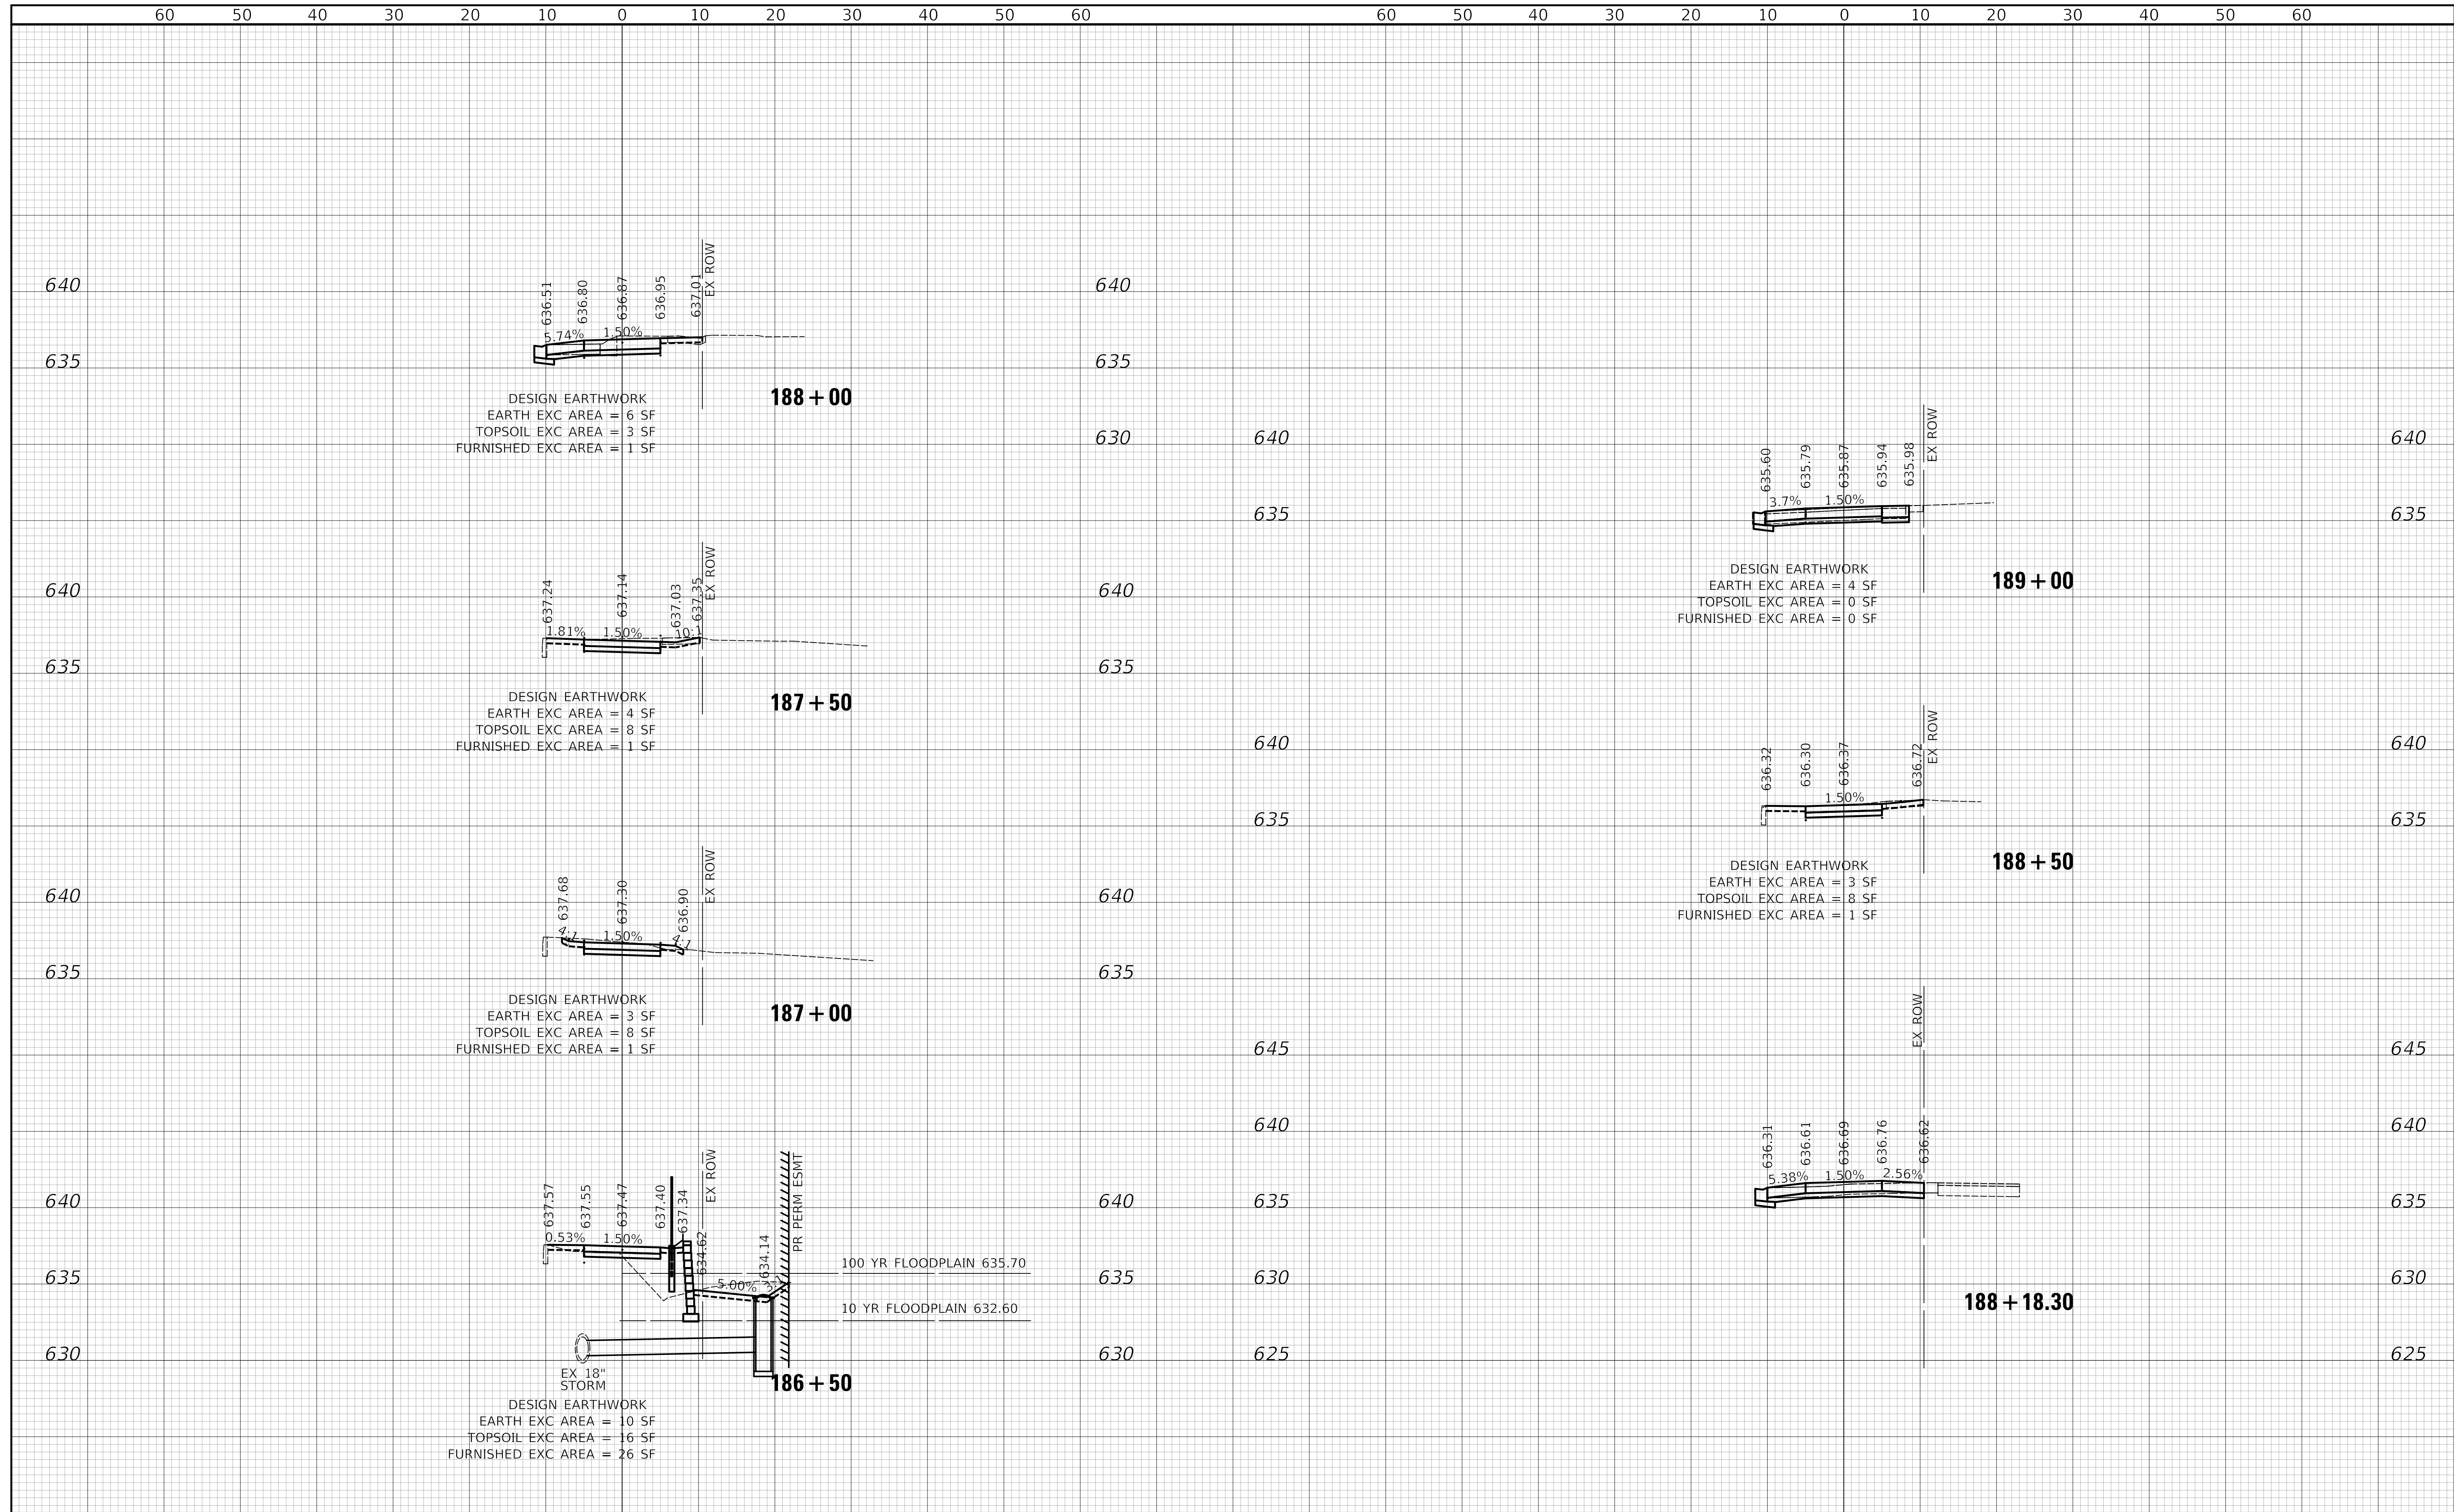 60 50 40 30 20 10 0 10 20 30 40 50 60 60 50 40 30 20 10 0 10 20 30 40 50 60
640 640
636.51 636.80 636.87 636.95 637.01 EX ROW
5.74% 1.50%
635 635
188+00
DESIGN EARTHWORK
EARTH EXC AREA = 6 SF
TOPSOIL EXC AREA = 3 SF
FURNISHED EXC AREA = 1 SF
630
640 640
637.24 637.14 637.03 637.35 EX ROW
1.81% 1.50% 10:1
635 635
187+50
DESIGN EARTHWORK
EARTH EXC AREA = 4 SF
TOPSOIL EXC AREA = 8 SF
FURNISHED EXC AREA = 1 SF
640 640
637.68 637.30 636.90 EX ROW
4:1 1.50% 4:1
635 635
187+00
DESIGN EARTHWORK
EARTH EXC AREA = 3 SF
TOPSOIL EXC AREA = 8 SF
FURNISHED EXC AREA = 1 SF
640 640
637.57 637.55 637.47 637.40 637.34 634.62 EX ROW 634.14 PR PERM ESMT
0.53% 1.50% 5.00% 3:1
100 YR FLOODPLAIN 635.70
635 635
10 YR FLOODPLAIN 632.60
630 630
EX 18"
STORM
186+50
DESIGN EARTHWORK
EARTH EXC AREA = 10 SF
TOPSOIL EXC AREA = 16 SF
FURNISHED EXC AREA = 26 SF
640 640
635.60 635.79 635.87 635.94 635.98 EX ROW
3.7% 1.50%
635 635
189+00
DESIGN EARTHWORK
EARTH EXC AREA = 4 SF
TOPSOIL EXC AREA = 0 SF
FURNISHED EXC AREA = 0 SF
640 640
636.32 636.30 636.37 636.72 EX ROW
1.50%
635 635
188+50
DESIGN EARTHWORK
EARTH EXC AREA = 3 SF
TOPSOIL EXC AREA = 8 SF
FURNISHED EXC AREA = 1 SF
645 645
EX ROW
640 640
636.31 636.61 636.69 636.76 636.62
5.38% 1.50% 2.56%
635 635
630 630
188+18.30
625 625